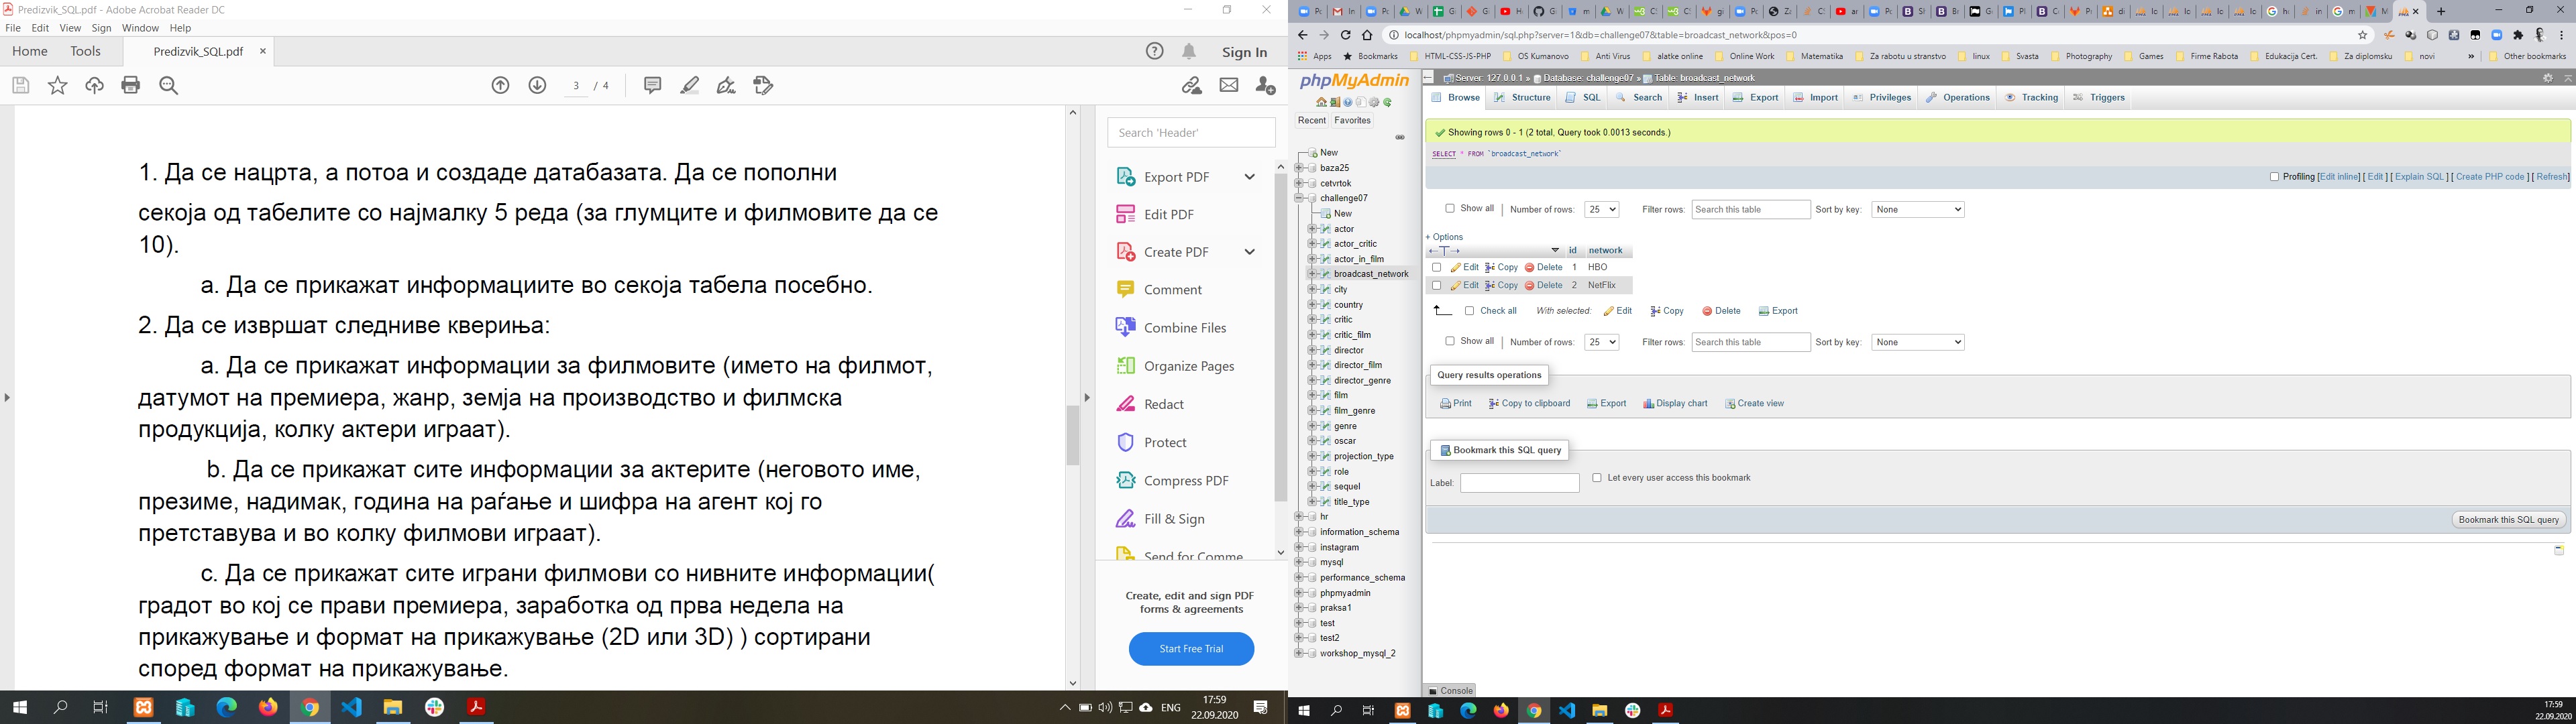 Predizvik_SQL.pdf - Adobe Acrobat Reader DC
File Edit View Sign Window Help
Home Tools Predizvik_SQL.pdf × Sign In
3 / 4
1. Да се нацрта, а потоа и создаде датабазата. Да се пополни
секоја од табелите со најмалку 5 реда (за глумците и филмовите да се
10).
a. Да се прикажат информациите во секоја табела посебно.
2. Да се извршат следниве квериња:
a. Да се прикажат информации за филмовите (името на филмот,
датумот на премиера, жанр, земја на производство и филмска
продукција, колку актери играат).
b. Да се прикажат сите информации за актерите (неговото име,
презиме, надимак, година на раѓање и шифра на агент кој го
претставува и во колку филмови играат).
c. Да се прикажат сите играни филмови со нивните информации(
градот во кој се прави премиера, заработка од прва недела на
прикажување и формат на прикажување (2D или 3D) ) сортирани
според формат на прикажување.
Search 'Header'
Export PDF
Edit PDF
Create PDF
Comment
Combine Files
Organize Pages
Redact
Protect
Compress PDF
Fill & Sign
Send for Comme
Create, edit and sign PDF
forms & agreements
Start Free Trial
ENG
17:59
22.09.2020
localhost/phpmyadmin/sql.php?server=1&db=challenge07&table=broadcast_network&pos=0
Apps Bookmarks HTML-CSS-JS-PHP OS Kumanovo Anti Virus alatke online Online Work Matematika Za rabotu u stranstvo linux Svasta Photography Games Firme Rabota Edukacija Cert. Za diplomsku novi » Other bookmarks
phpMyAdmin
Recent Favorites
New
baza25
cetvrtok
challenge07
New
actor
actor_critic
actor_in_film
broadcast_network
city
country
critic
critic_film
director
director_film
director_genre
film
film_genre
genre
oscar
projection_type
role
sequel
title_type
hr
information_schema
instagram
mysql
performance_schema
phpmyadmin
praksa1
test
test2
workshop_mysql_2
Server: 127.0.0.1 » Database: challenge07 » Table: broadcast_network
Browse Structure SQL Search Insert Export Import Privileges Operations Tracking Triggers
Showing rows 0 - 1 (2 total, Query took 0.0013 seconds.)
SELECT * FROM `broadcast_network`
Profiling [Edit inline] [ Edit ] [ Explain SQL ] [ Create PHP code ] [ Refresh]
Show all Number of rows: 25 Filter rows: Search this table Sort by key: None
+ Options
id network
Edit Copy Delete 1 HBO
Edit Copy Delete 2 NetFlix
Check all With selected: Edit Copy Delete Export
Show all Number of rows: 25 Filter rows: Search this table Sort by key: None
Query results operations
Print Copy to clipboard Export Display chart Create view
Bookmark this SQL query
Label: Let every user access this bookmark
Bookmark this SQL query
Console
17:59
22.09.2020